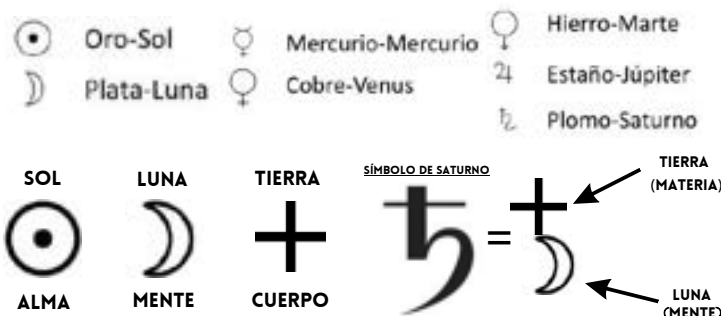 Oro-Sol
Plata-Luna
Mercurio-Mercurio
Cobre-Venus
Hierro-Marte
Estaño-Júpiter
Plomo-Saturno
SOL
ALMA
LUNA
MENTE
TIERRA
CUERPO
SÍMBOLO DE SATURNO
=
TIERRA
(MATERIA)
LUNA
(MENTE)